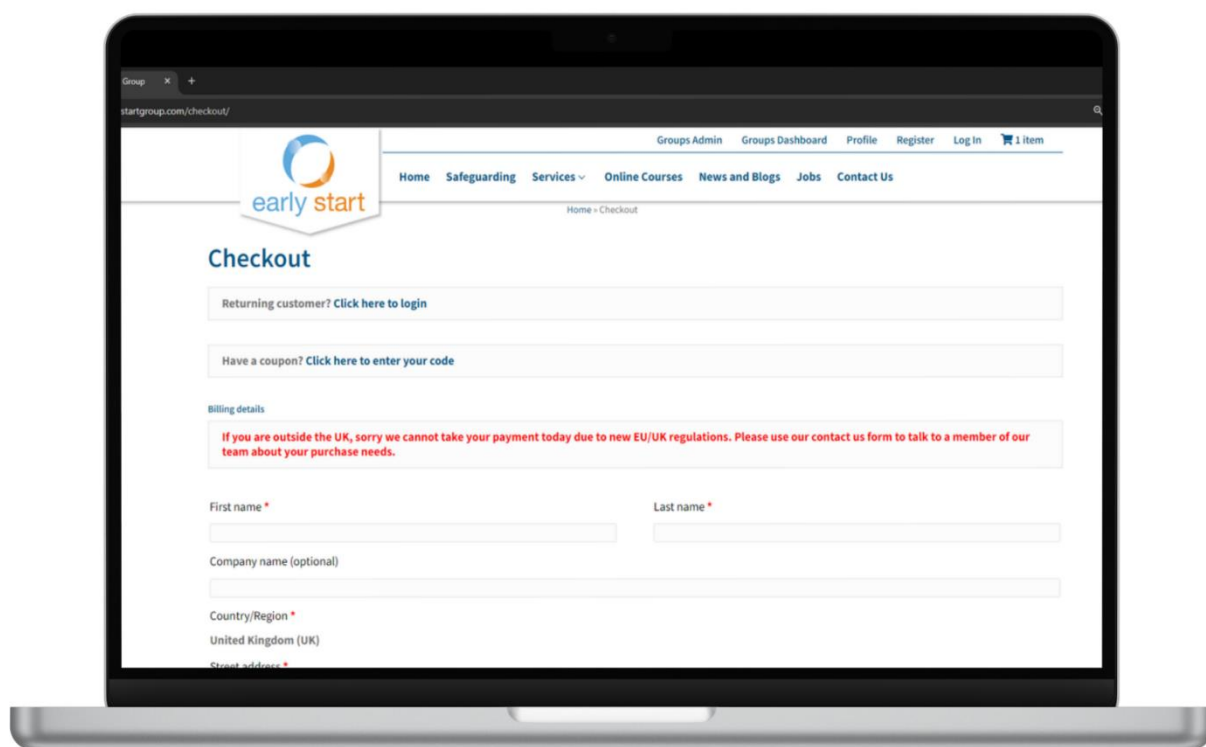 Group × +
startgroup.com/checkout/
Groups Admin Groups Dashboard Profile Register Log In 1 item
early start
Home Safeguarding Services Online Courses News and Blogs Jobs Contact Us
Home » Checkout
Checkout
Returning customer? Click here to login
Have a coupon? Click here to enter your code
Billing details
If you are outside the UK, sorry we cannot take your payment today due to new EU/UK regulations. Please use our contact us form to talk to a member of our
team about your purchase needs.
First name * Last name *
Company name (optional)
Country/Region *
United Kingdom (UK)
Street address *